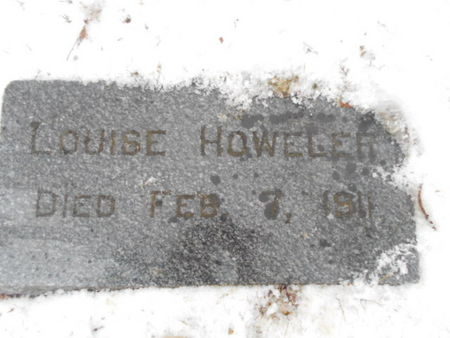 LOUISE HOWELER
DIED FEB. 7, 1911